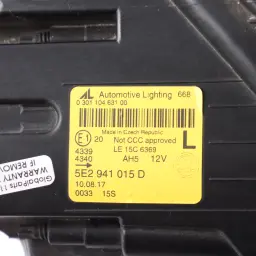 AL Automotive Lighting 668
0 301 104 631 00
Made in Czech Republic
E1 20 Not CCC approved L
4339 LE 15C 6369
4340 AH5 12V
5E2 941 015 D
10.08.17
0033 15S
GlobalParts
WARRANTY
IF REMOV